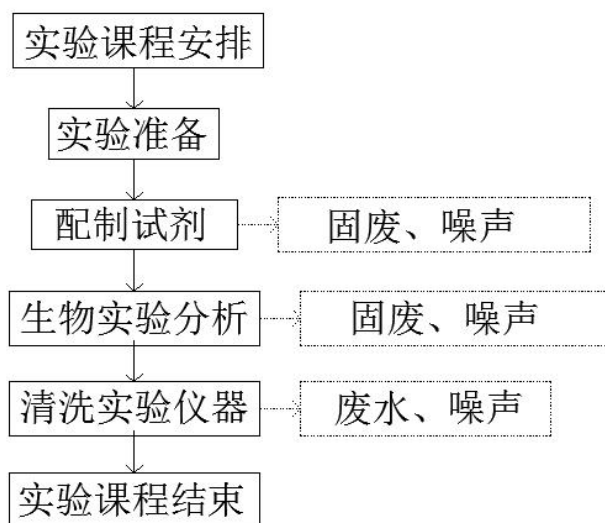 实验课程安排
实验准备
配制试剂
固废、噪声
生物实验分析
固废、噪声
清洗实验仪器
废水、噪声
实验课程结束